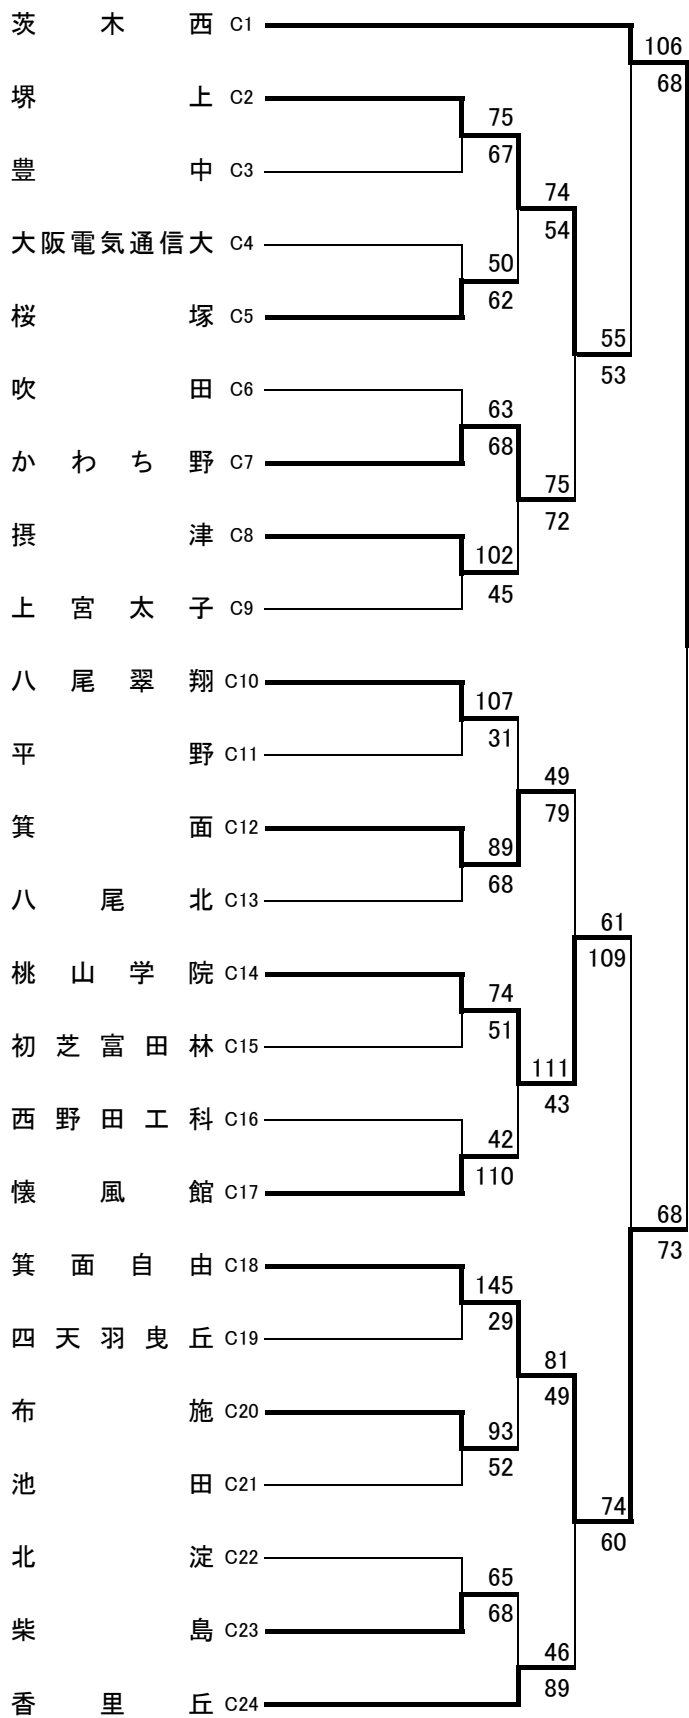 茨木西 C1
106
68
堺上 C2
75
67
豊中 C3
74
54
大阪電気通信大 C4
50
62
桜塚 C5
55
53
吹田 C6
63
68
かわち野 C7
75
72
摂津 C8
102
45
上宮太子 C9
八尾翠翔 C10
107
31
平野 C11
49
79
箕面 C12
89
68
八尾北 C13
61
109
桃山学院 C14
74
51
初芝富田林 C15
111
43
西野田工科 C16
42
110
懐風館 C17
68
73
箕面自由 C18
145
29
四天羽曳丘 C19
81
49
布施 C20
93
52
池田 C21
74
60
北淀 C22
65
68
柴島 C23
46
89
香里丘 C24